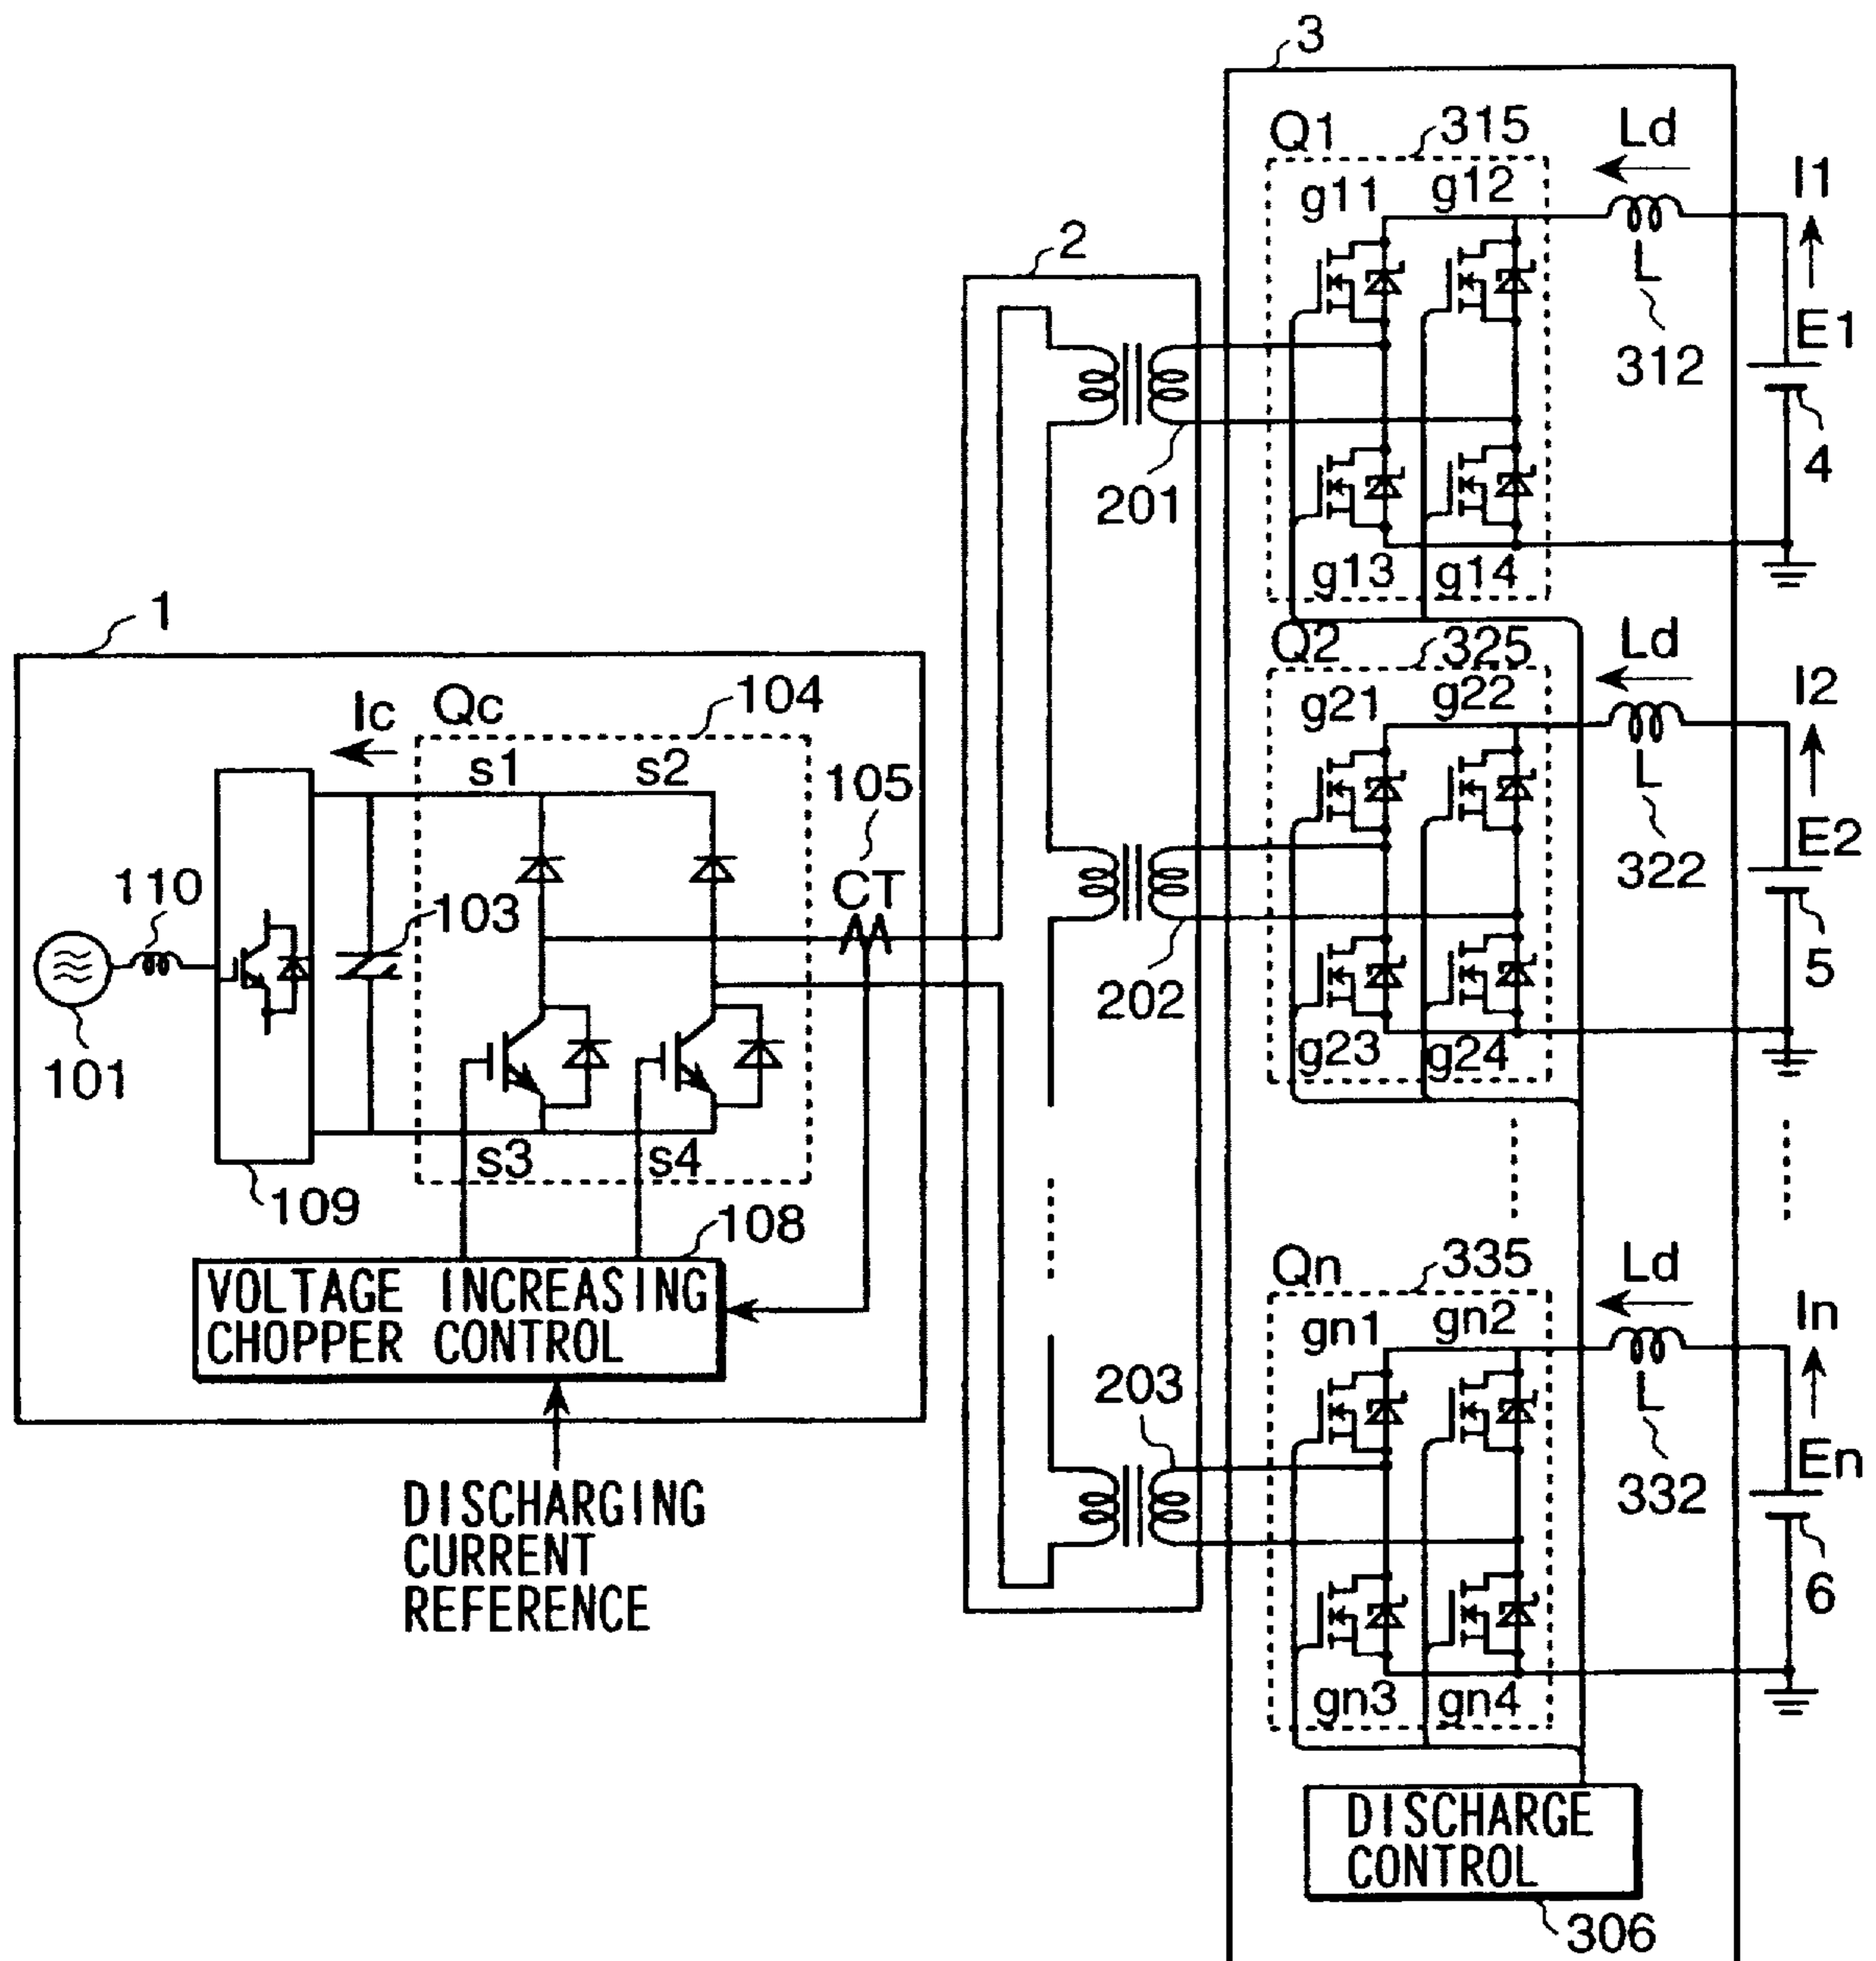 3
Q1
315
Ld
g11
g12
I1
L
312
E1
4
2
201
g13
g14
Q2
325
Ld
g21
g22
I2
L
322
E2
5
202
g23
g24
1
Ic
Qc
104
s1
s2
105
CT
110
103
101
s3
s4
109
108
VOLTAGE INCREASING
CHOPPER CONTROL
DISCHARGING
CURRENT
REFERENCE
Qn
335
Ld
gn1
gn2
In
203
L
332
En
6
gn3
gn4
DISCHARGE
CONTROL
306